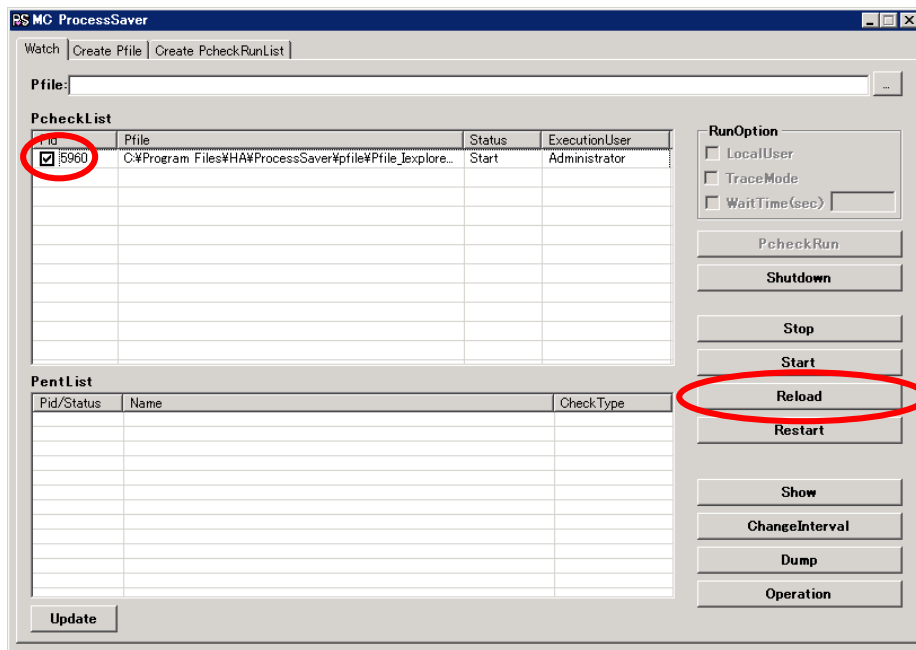 RS MC ProcessSaver
Watch Create Pfile Create PcheckRunList
Pfile: ...
PcheckList
Pid Pfile Status ExecutionUser
5960 C:¥Program Files¥HA¥ProcessSaver¥pfile¥Pfile_Iexplore... Start Administrator
RunOption
LocalUser
TraceMode
WaitTime(sec)
PcheckRun
Shutdown
Stop
Start
Reload
Restart
PentList
Pid/Status Name CheckType
Show
ChangeInterval
Dump
Operation
Update